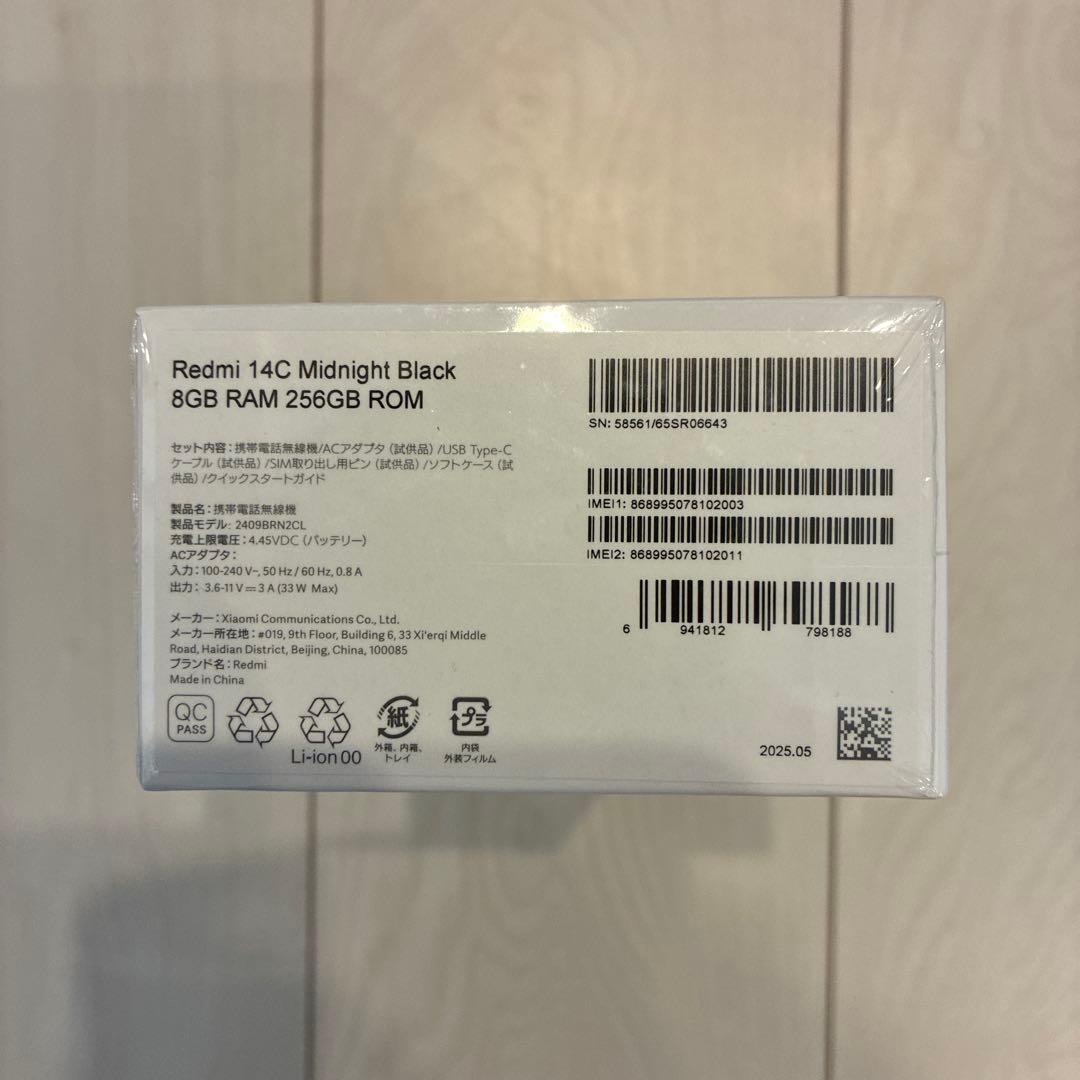 Redmi 14C Midnight Black
8GB RAM 256GB ROM
セット内容：携帯電話無線機/ACアダプタ（試供品）/USB Type-C
ケーブル（試供品）/SIM取り出し用ピン（試供品）/ソフトケース（試
供品）/クイックスタートガイド
製品名：携帯電話無線機
製品モデル: 2409BRN2CL
充電上限電圧：4.45VDC（バッテリー）
ACアダプタ：
入力：100-240 V~, 50 Hz / 60 Hz, 0.8 A
出力： 3.6-11 V⎓3 A (33 W Max)
メーカー：Xiaomi Communications Co., Ltd.
メーカー所在地：#019, 9th Floor, Building 6, 33 Xi'erqi Middle
Road, Haidian District, Beijing, China, 100085
ブランド名：Redmi
Made in China
QC
PASS
Li-ion 00
紙
外箱、内箱、
トレイ
プラ
内袋
外装フィルム
SN: 58561/65SR06643
IMEI1: 868995078102003
IMEI2: 868995078102011
6 941812 798188
2025.05